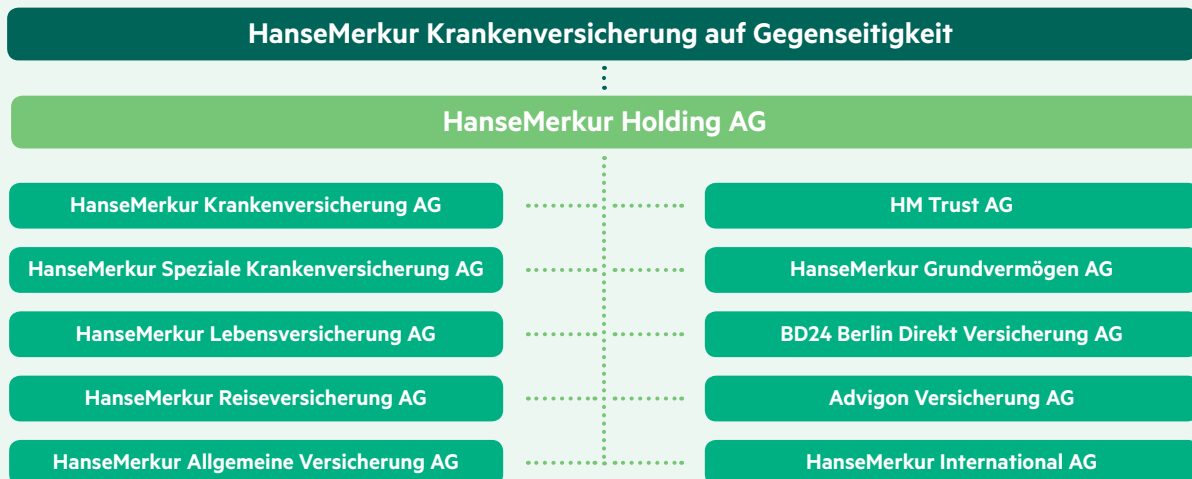 HanseMerkur Krankenversicherung auf Gegenseitigkeit
HanseMerkur Holding AG
HanseMerkur Krankenversicherung AG
HM Trust AG
HanseMerkur Speziale Krankenversicherung AG
HanseMerkur Grundvermögen AG
HanseMerkur Lebensversicherung AG
BD24 Berlin Direkt Versicherung AG
HanseMerkur Reiseversicherung AG
Advigon Versicherung AG
HanseMerkur Allgemeine Versicherung AG
HanseMerkur International AG